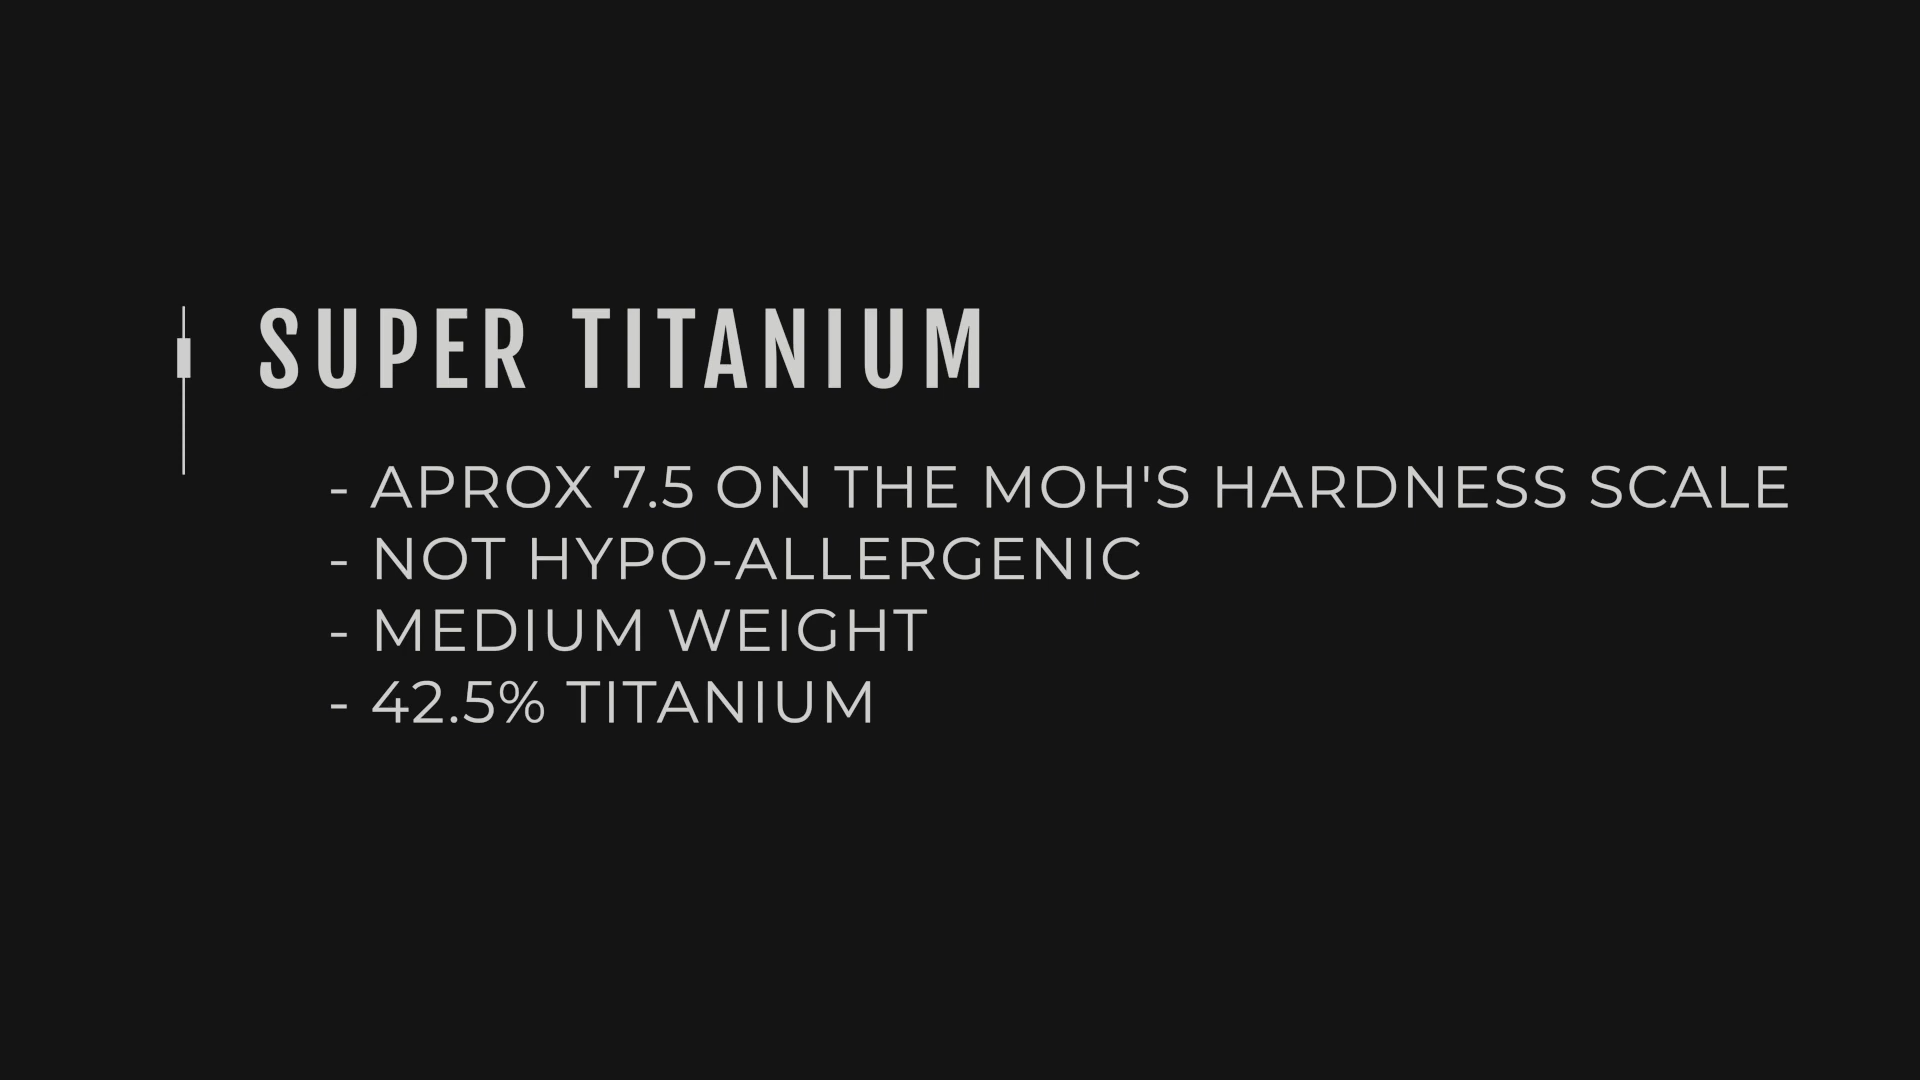 SUPER TITANIUM
- APROX 7.5 ON THE MOH'S HARDNESS SCALE
- NOT HYPO-ALLERGENIC
- MEDIUM WEIGHT
- 42.5% TITANIUM